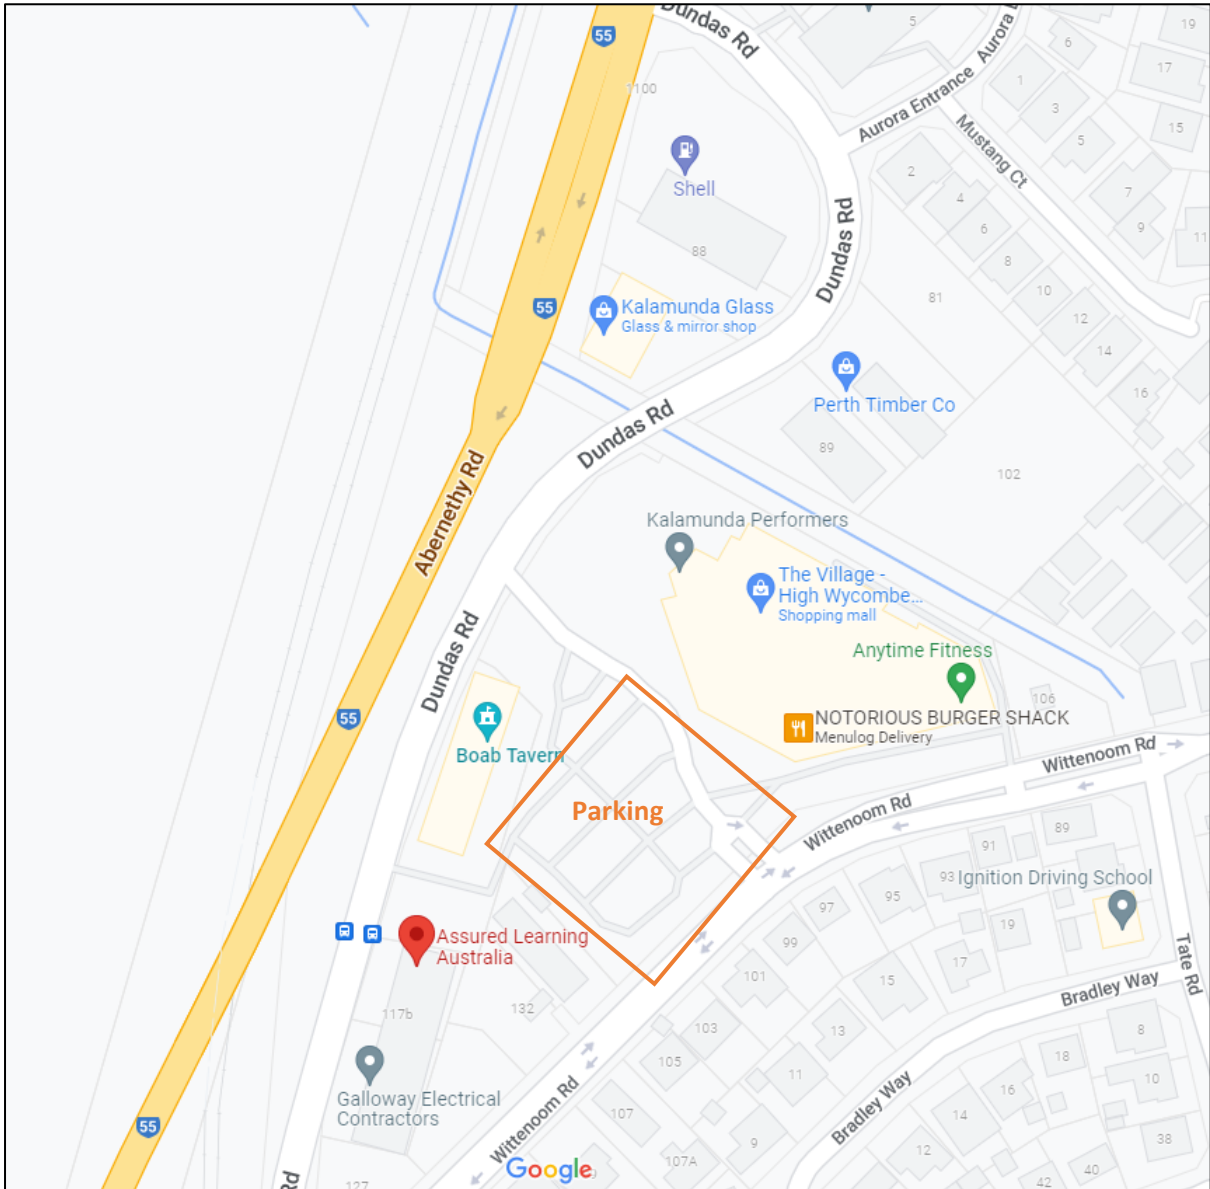 Dundas Rd
5
19
55
6
Aurora Entrance
17
1100
1
3
15
Mustang Ct
5
Shell
2
4
7
6
9
11
88
8
Dundas Rd
10
81
55
Kalamunda Glass
Glass & mirror shop
12
14
16
Perth Timber Co
Dundas Rd
89
102
Abernethy Rd
Kalamunda Performers
The Village -
High Wycombe...
Shopping mall
Dundas Rd
Anytime Fitness
106
55
NOTORIOUS BURGER SHACK
Menulog Delivery
Boab Tavern
Wittenoom Rd
Parking
Wittenoom Rd
89
91
93
Ignition Driving School
95
97
19
99
Assured Learning
Australia
17
Tate Rd
101
15
Bradley Way
132
117b
103
13
8
105
18
11
16
10
Galloway Electrical
Contractors
107
14
Bradley Way
55
Wittenoom Rd
9
12
38
107A
40
Google
42
127
Rd